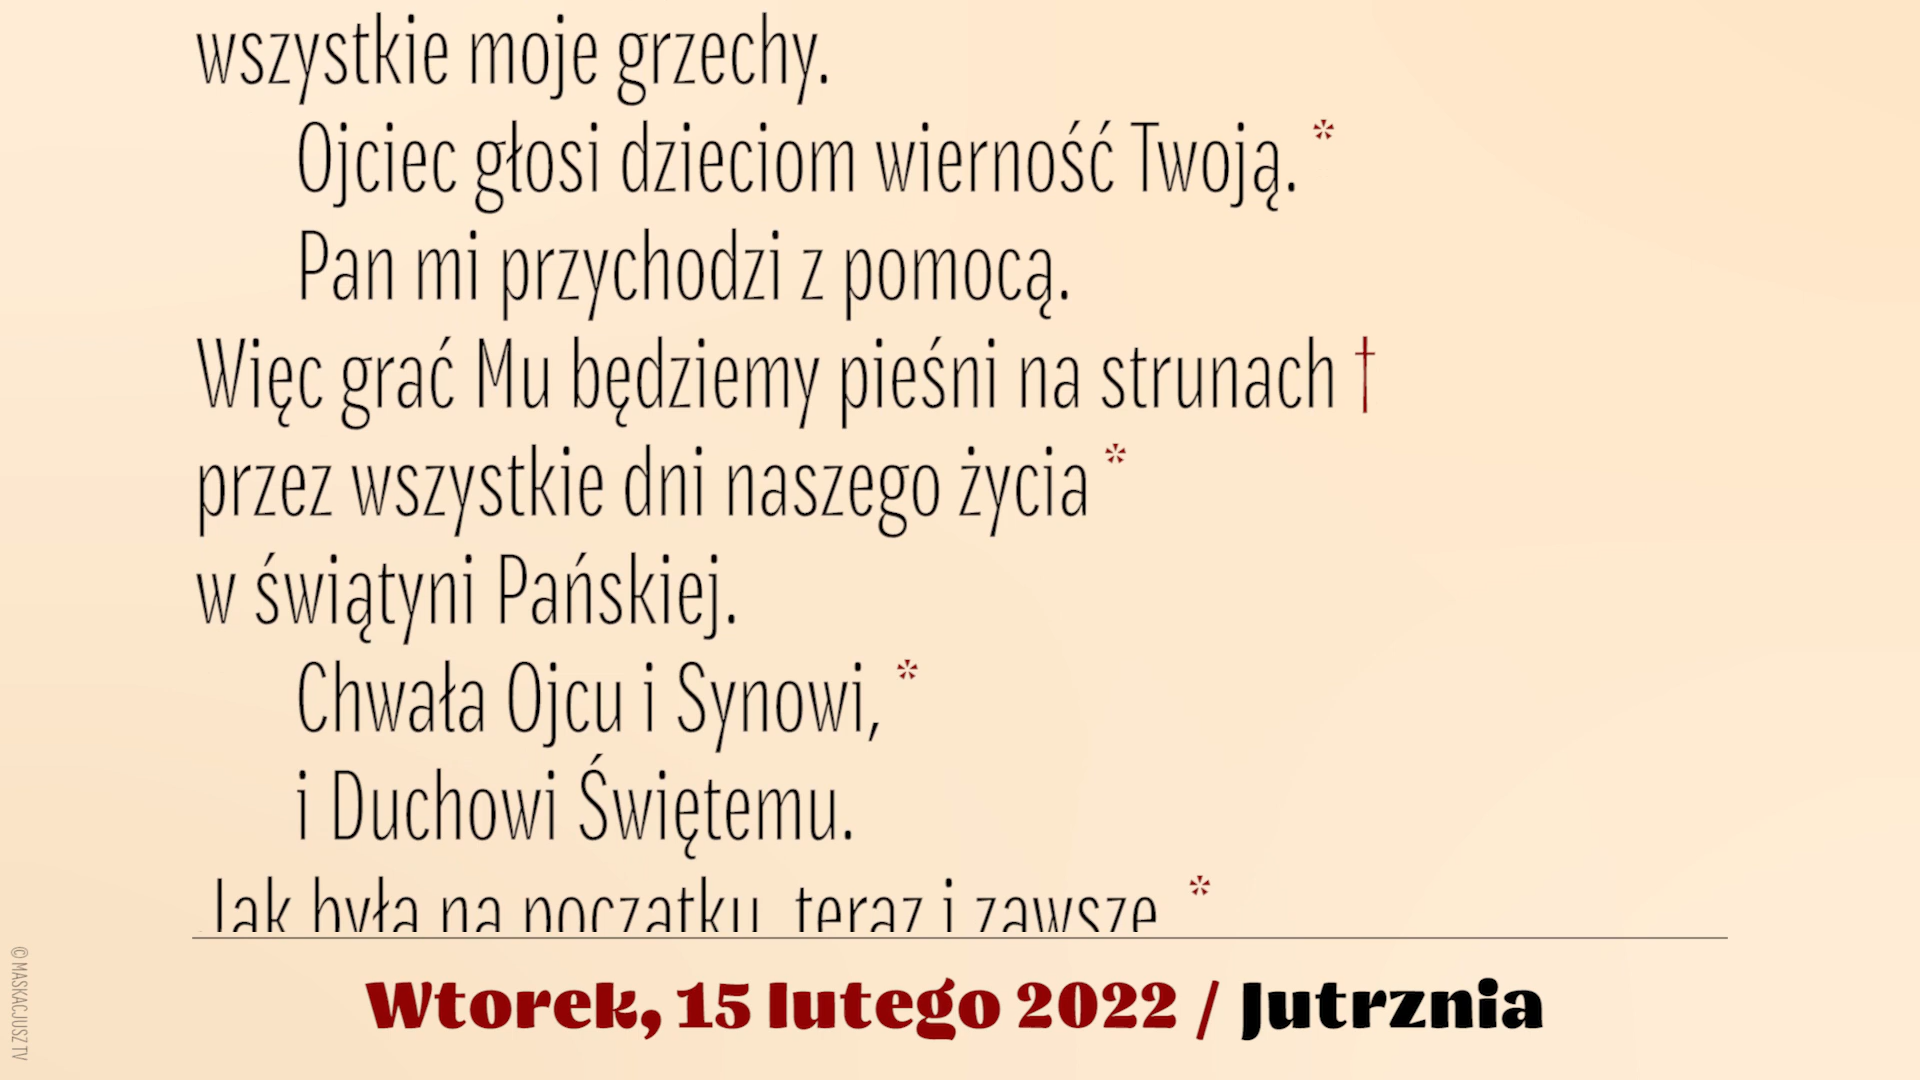 wszystkie moje grzechy.
Ojciec głosi dzieciom wierność Twoją. *
Pan mi przychodzi z pomocą.
Więc grać Mu będziemy pieśni na strunach †
przez wszystkie dni naszego życia *
w świątyni Pańskiej.
Chwała Ojcu i Synowi, *
i Duchowi Świętemu.
Jak była na początku, teraz i zawsze, *
Wtorek, 15 lutego 2022 / Jutrznia
© MASKACJUSZ TV